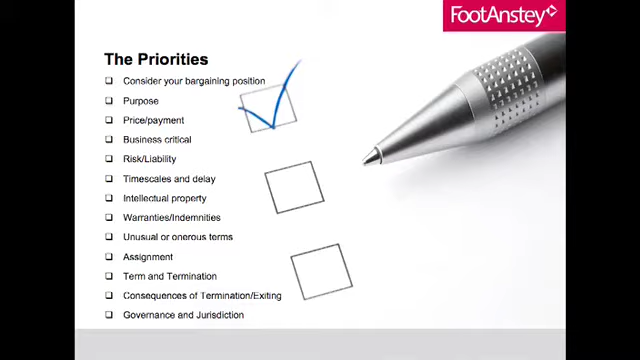 FootAnstey
The Priorities
Consider your bargaining position
Purpose
Price/payment
Business critical
Risk/Liability
Timescales and delay
Intellectual property
Warranties/Indemnities
Unusual or onerous terms
Assignment
Term and Termination
Consequences of Termination/Exiting
Governance and Jurisdiction